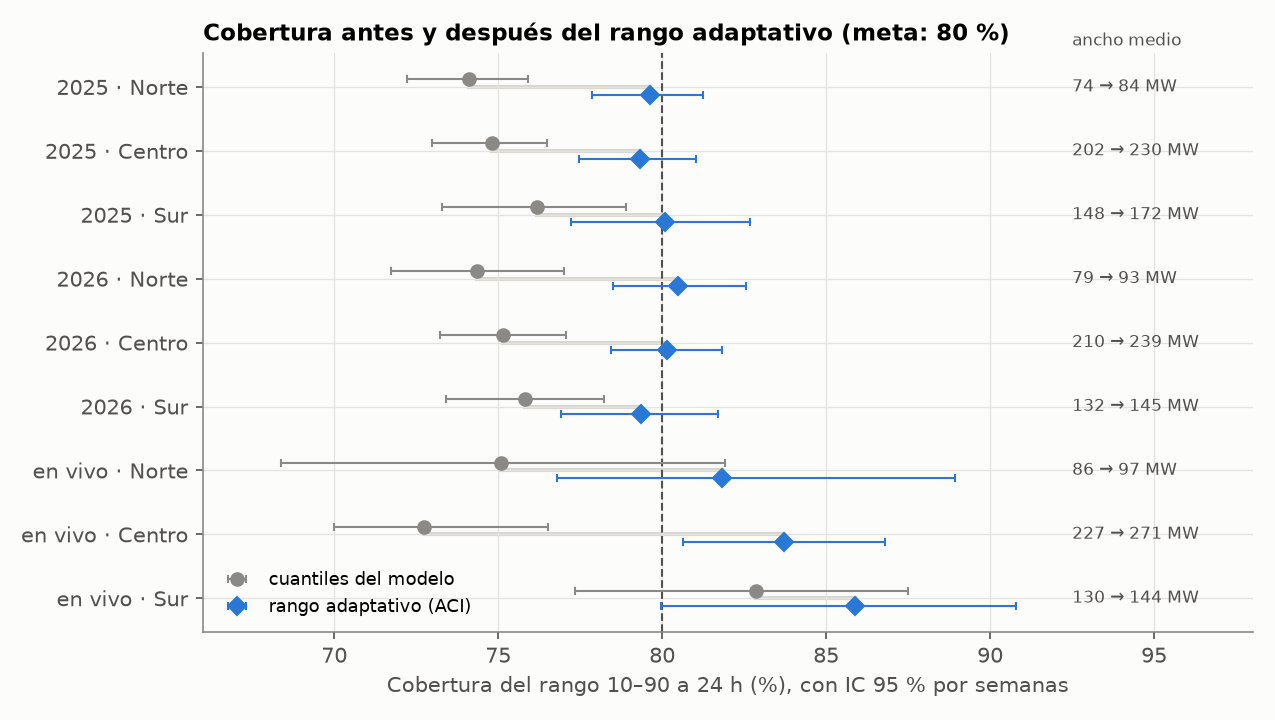 Cobertura antes y después del rango adaptativo (meta: 80 %)
ancho medio
2025 · Norte
74 → 84 MW
2025 · Centro
202 → 230 MW
2025 · Sur
148 → 172 MW
2026 · Norte
79 → 93 MW
2026 · Centro
210 → 239 MW
2026 · Sur
132 → 145 MW
en vivo · Norte
86 → 97 MW
en vivo · Centro
227 → 271 MW
en vivo · Sur
130 → 144 MW
cuantiles del modelo
rango adaptativo (ACI)
70 75 80 85 90 95
Cobertura del rango 10–90 a 24 h (%), con IC 95 % por semanas